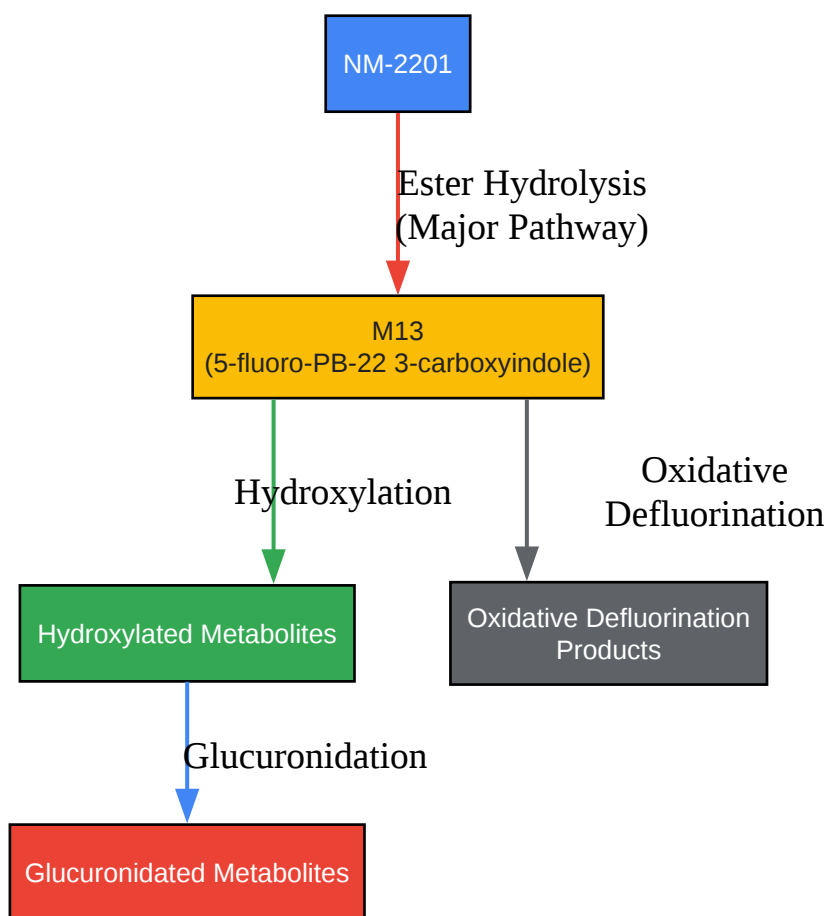 NM-2201
Ester Hydrolysis
(Major Pathway)
M13
(5-fluoro-PB-22 3-carboxyindole)
Hydroxylation
Oxidative
Defluorination
Hydroxylated Metabolites
Oxidative Defluorination
Products
Glucuronidation
Glucuronidated Metabolites